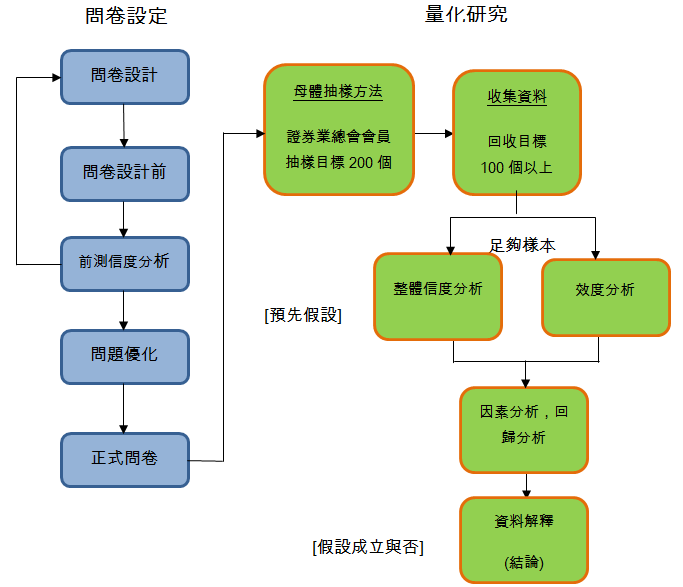 問卷設定
問卷設計
問卷設計前
前測信度分析
問題優化
正式問卷
量化研究
母體抽樣方法
證券業總會會員
抽樣目標 200 個
收集資料
回收目標
100 個以上
足夠樣本
整體信度分析
效度分析
[預先假設]
因素分析，回
歸分析
資料解釋
(結論)
[假設成立與否]